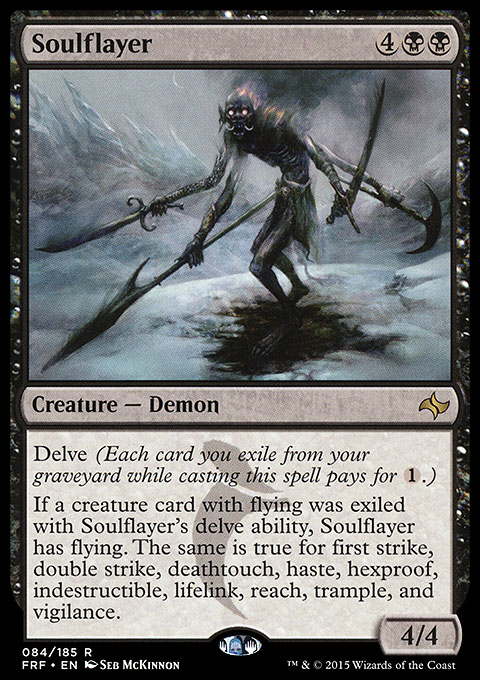 Soulflayer 4
Creature — Demon
Delve (Each card you exile from your
graveyard while casting this spell pays for 1.)
If a creature card with flying was exiled
with Soulflayer's delve ability, Soulflayer
has flying. The same is true for first strike,
double strike, deathtouch, haste, hexproof,
indestructible, lifelink, reach, trample, and
vigilance.
4/4
084/185 R
FRF • EN Seb McKinnon
™ & © 2015 Wizards of the Coast